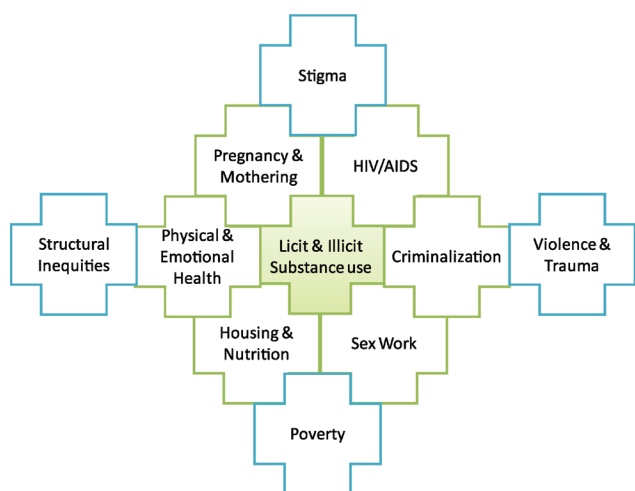 Stigma
Pregnancy &
Mothering
HIV/AIDS
Structural
Inequities
Physical &
Emotional
Health
Licit & Illicit
Substance use
Criminalization
Violence &
Trauma
Housing &
Nutrition
Sex Work
Poverty